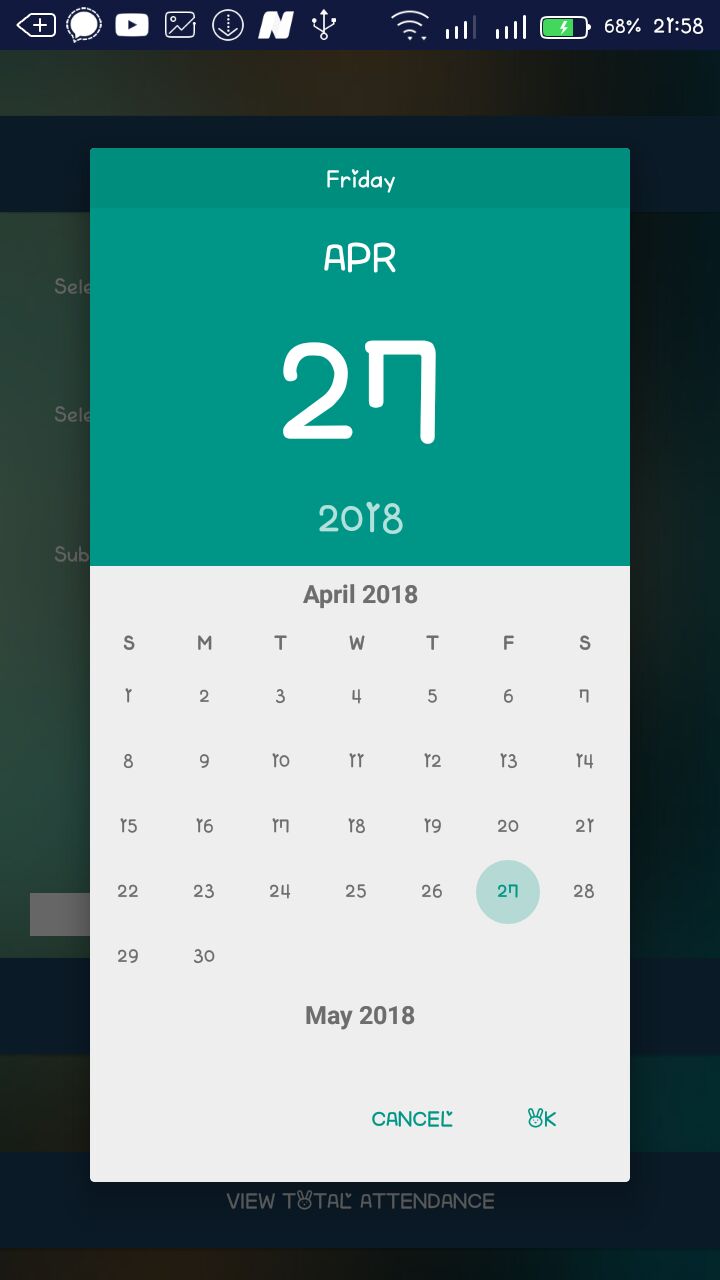 68% 21:58
Friday
APR
27
2018
Sele
Sele
Sub
April 2018
S M T W T F S
1 2 3 4 5 6 7
8 9 10 11 12 13 14
15 16 17 18 19 20 21
22 23 24 25 26 27 28
29 30
May 2018
CANCEL OK
VIEW TOTAL ATTENDANCE